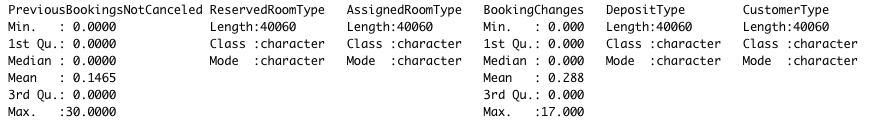 PreviousBookingsNotCanceled ReservedRoomType   AssignedRoomType   BookingChanges   DepositType        CustomerType
Min.   : 0.0000             Length:40060       Length:40060       Min.   : 0.000   Length:40060       Length:40060
1st Qu.: 0.0000             Class :character   Class :character   1st Qu.: 0.000   Class :character   Class :character
Median : 0.0000             Mode  :character   Mode  :character   Median : 0.000   Mode  :character   Mode  :character
Mean   : 0.1465                                                   Mean   : 0.288
3rd Qu.: 0.0000                                                   3rd Qu.: 0.000
Max.   :30.0000                                                   Max.   :17.000